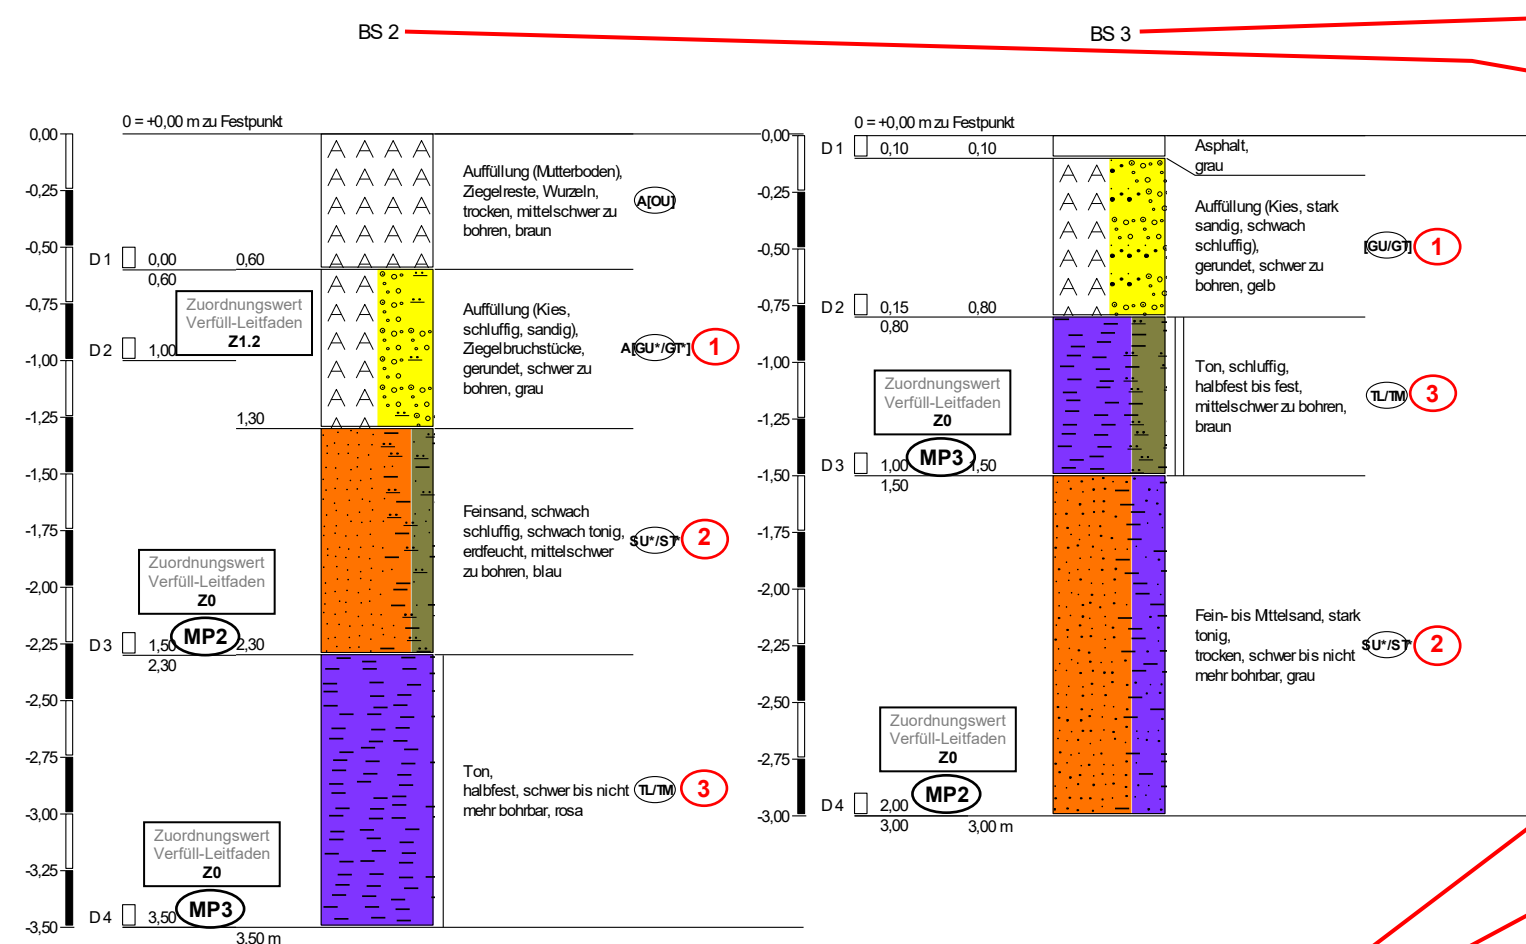 BS 2
BS 3
0 = +0,00 m zu Festpunkt
0,00
-0,25
-0,50
-0,75
-1,00
-1,25
-1,50
-1,75
-2,00
-2,25
-2,50
-2,75
-3,00
-3,25
-3,50
Auffüllung (Mutterboden),
Ziegelreste, Wurzeln,
trocken, mittelschwer zu
bohren, braun
A[OU]
D1 0,00 0,60
0,60
Zuordnungswert
Verfüll-Leitfaden
Z1.2
D2 1,00
1,30
Auffüllung (Kies,
schluffig, sandig),
Ziegelbruchstücke,
gerundet, schwer zu
bohren, grau
A[GU*/GT*]
1
Feinsand, schwach
schluffig, schwach tonig,
erdfeucht, mittelschwer
zu bohren, blau
SU*/ST*
2
Zuordnungswert
Verfüll-Leitfaden
Z0
MP2
D3 1,50 2,30
2,30
Ton,
halbfest, schwer bis nicht
mehr bohrbar, rosa
TL/TM
3
Zuordnungswert
Verfüll-Leitfaden
Z0
MP3
D4 3,50
3,50 m
0 = +0,00 m zu Festpunkt
0,00
-0,25
-0,50
-0,75
-1,00
-1,25
-1,50
-1,75
-2,00
-2,25
-2,50
-2,75
-3,00
D1 0,10 0,10
Asphalt,
grau
Auffüllung (Kies, stark
sandig, schwach
schluffig),
gerundet, schwer zu
bohren, gelb
[GU/GT]
1
D2 0,15 0,80
0,80
Ton, schluffig,
halbfest bis fest,
mittelschwer zu bohren,
braun
TL/TM
3
Zuordnungswert
Verfüll-Leitfaden
Z0
MP3
D3 1,00 1,50
1,50
Fein- bis Mittelsand, stark
tonig,
trocken, schwer bis nicht
mehr bohrbar, grau
SU*/ST*
2
Zuordnungswert
Verfüll-Leitfaden
Z0
MP2
D4 2,00
3,00 3,00 m